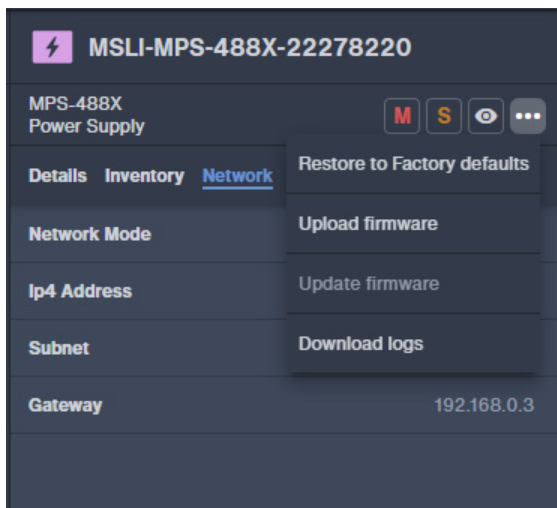 MSLI-MPS-488X-22278220
MPS-488X
Power Supply
M S
Details Inventory Network
Restore to Factory defaults
Upload firmware
Update firmware
Download logs
Network Mode
Ip4 Address
Subnet
Gateway 192.168.0.3